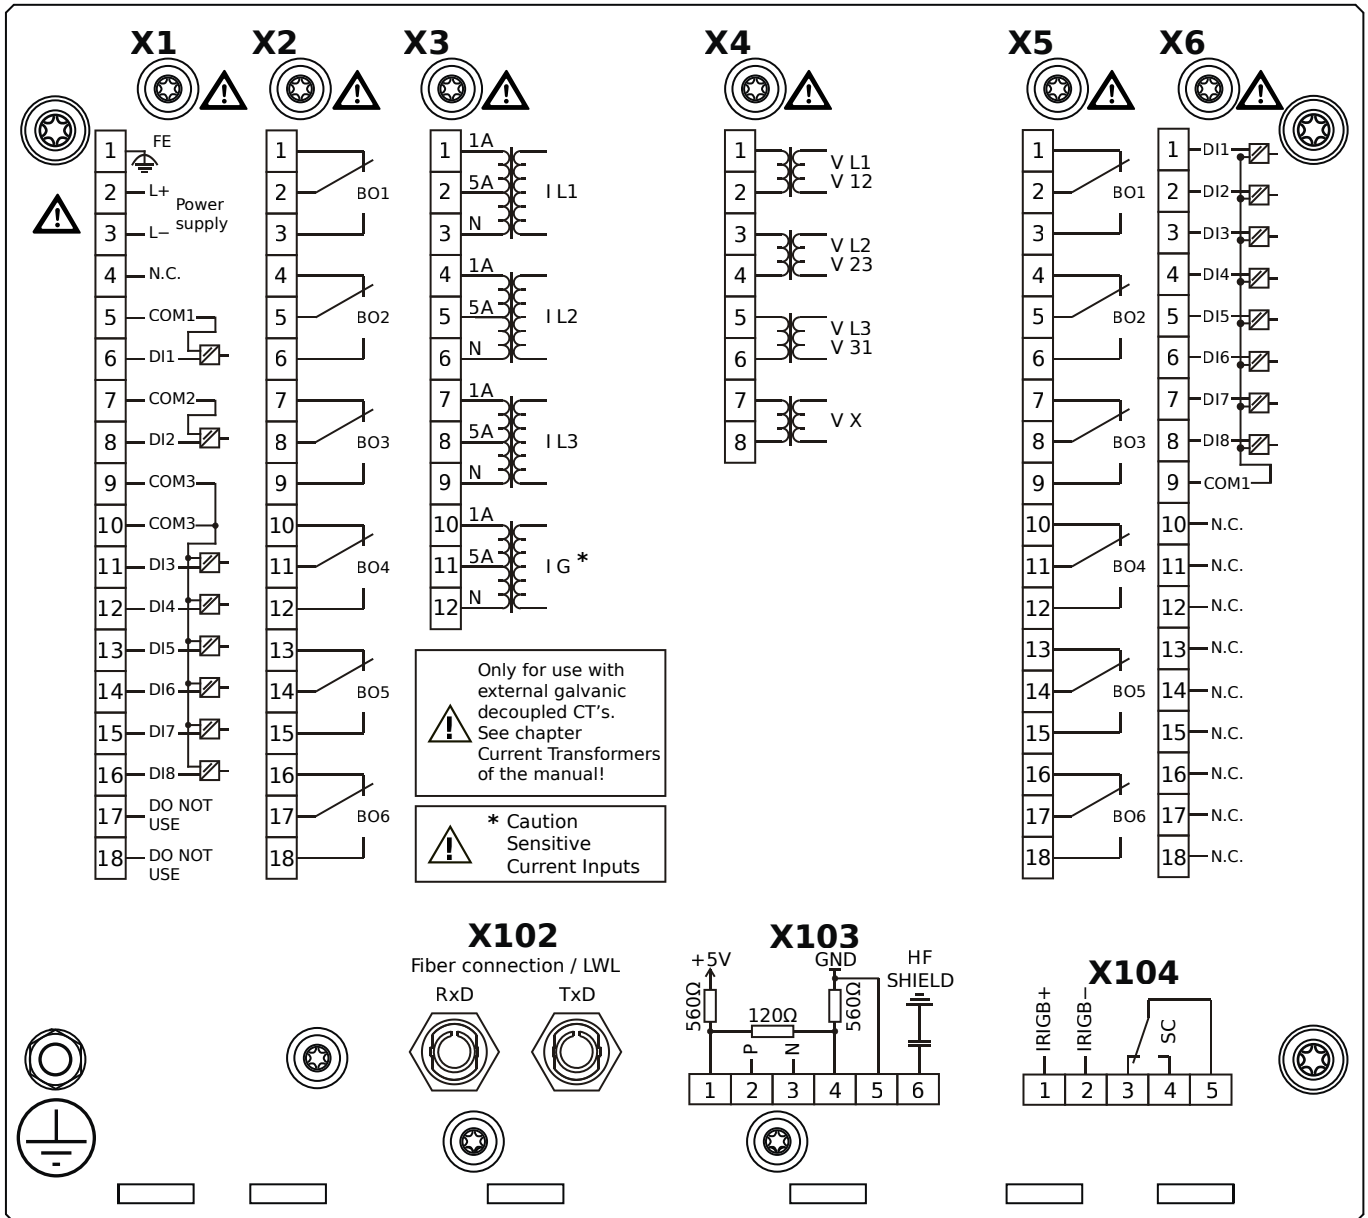 X1
X2
X3
X4
X5
X6
1 FE
2 L+
Power
supply
3 L−
4 N.C.
5 COM1
6 DI1
7 COM2
8 DI2
9 COM3
10 COM3
11 DI3
12 DI4
13 DI5
14 DI6
15 DI7
16 DI8
17 DO NOT
USE
18 DO NOT
USE
1
2 BO1
3
4
5 BO2
6
7
8 BO3
9
10
11 BO4
12
13
14 BO5
15
16
17 BO6
18
1 1A
2 5A I L1
3 N
4 1A
5 5A I L2
6 N
7 1A
8 5A I L3
9 N
10 1A
11 5A I G *
12 N
Only for use with
external galvanic
decoupled CT's.
See chapter
Current Transformers
of the manual!
* Caution
Sensitive
Current Inputs
1 V L1
2 V 12
3 V L2
4 V 23
5 V L3
6 V 31
7 V X
8
1
2 BO1
3
4
5 BO2
6
7
8 BO3
9
10
11 BO4
12
13
14 BO5
15
16
17 BO6
18
1 DI1
2 DI2
3 DI3
4 DI4
5 DI5
6 DI6
7 DI7
8 DI8
9 COM1
10 N.C.
11 N.C.
12 N.C.
13 N.C.
14 N.C.
15 N.C.
16 N.C.
17 N.C.
18 N.C.
X102
Fiber connection / LWL
RxD TxD
X103
+5V GND HF
SHIELD
560Ω 120Ω 560Ω
P N
1 2 3 4 5 6
X104
IRIGB+ IRIGB− SC
1 2 3 4 5